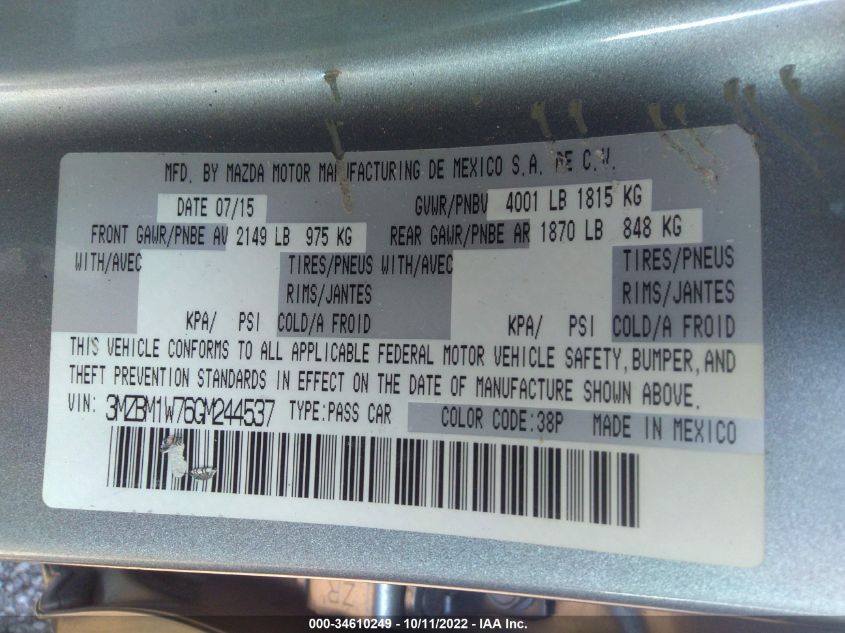 MFD. BY MAZDA MOTOR MANUFACTURING DE MEXICO S.A. DE C.V.
DATE 07/15 GVWR/PNBV 4001 LB 1815 KG
FRONT GAWR/PNBE AV 2149 LB 975 KG REAR GAWR/PNBE AR 1870 LB 848 KG
WITH/AVEC TIRES/PNEUS WITH/AVEC TIRES/PNEUS
RIMS/JANTES RIMS/JANTES
KPA/ PSI COLD/A FROID KPA/ PSI COLD/A FROID
THIS VEHICLE CONFORMS TO ALL APPLICABLE FEDERAL MOTOR VEHICLE SAFETY, BUMPER, AND
THEFT PREVENTION STANDARDS IN EFFECT ON THE DATE OF MANUFACTURE SHOWN ABOVE.
VIN: 3MZBM1W76GM244537 TYPE:PASS CAR COLOR CODE:38P MADE IN MEXICO
000-34610249 - 10/11/2022 - IAA Inc.